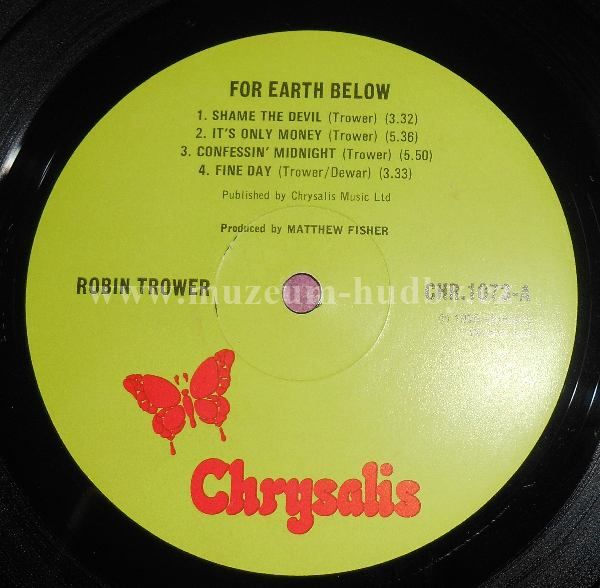 FOR EARTH BELOW
1. SHAME THE DEVIL (Trower) (3.32)
2. IT'S ONLY MONEY (Trower) (5.36)
3. CONFESSIN' MIDNIGHT (Trower) (5.50)
4. FINE DAY (Trower/Dewar) (3.33)
Published by Chrysalis Music Ltd
Produced by MATTHEW FISHER
ROBIN TROWER
CHR.1073-A
www.muzeum-hudby
Chrysalis